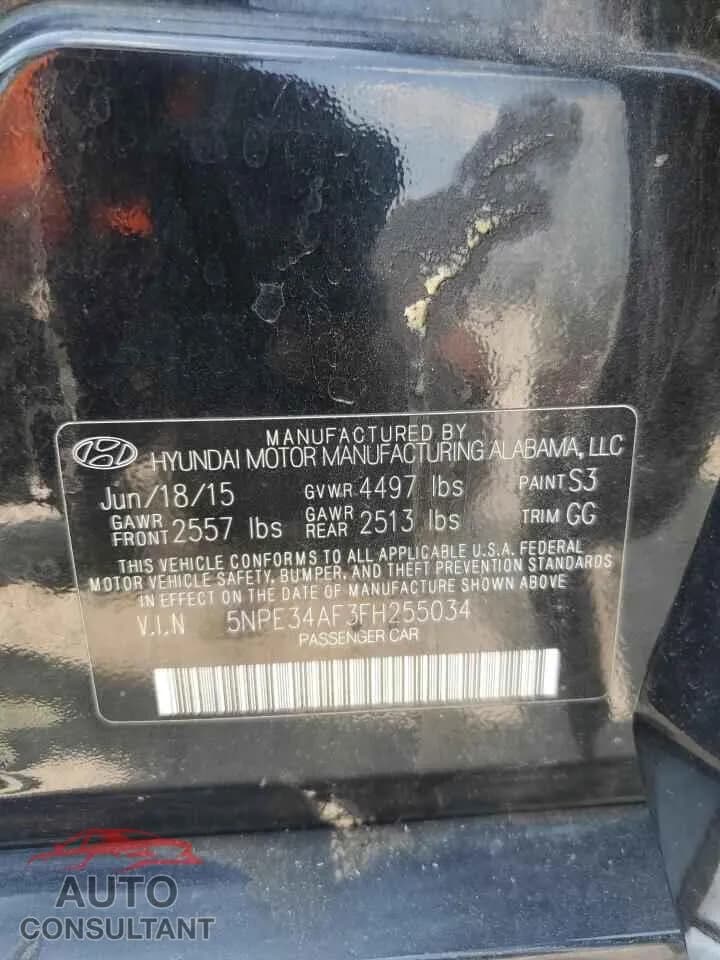 MANUFACTURED BY
HYUNDAI MOTOR MANUFACTURING ALABAMA, LLC
Jun/18/15 GVWR 4497 lbs PAINT S3
GAWR FRONT 2557 lbs GAWR REAR 2513 lbs TRIM GG
THIS VEHICLE CONFORMS TO ALL APPLICABLE U.S.A. FEDERAL
MOTOR VEHICLE SAFETY, BUMPER, AND THEFT PREVENTION STANDARDS
IN EFFECT ON THE DATE OF MANUFACTURE SHOWN ABOVE
V.I.N 5NPE34AF3FH255034
PASSENGER CAR
AUTO
CONSULTANT